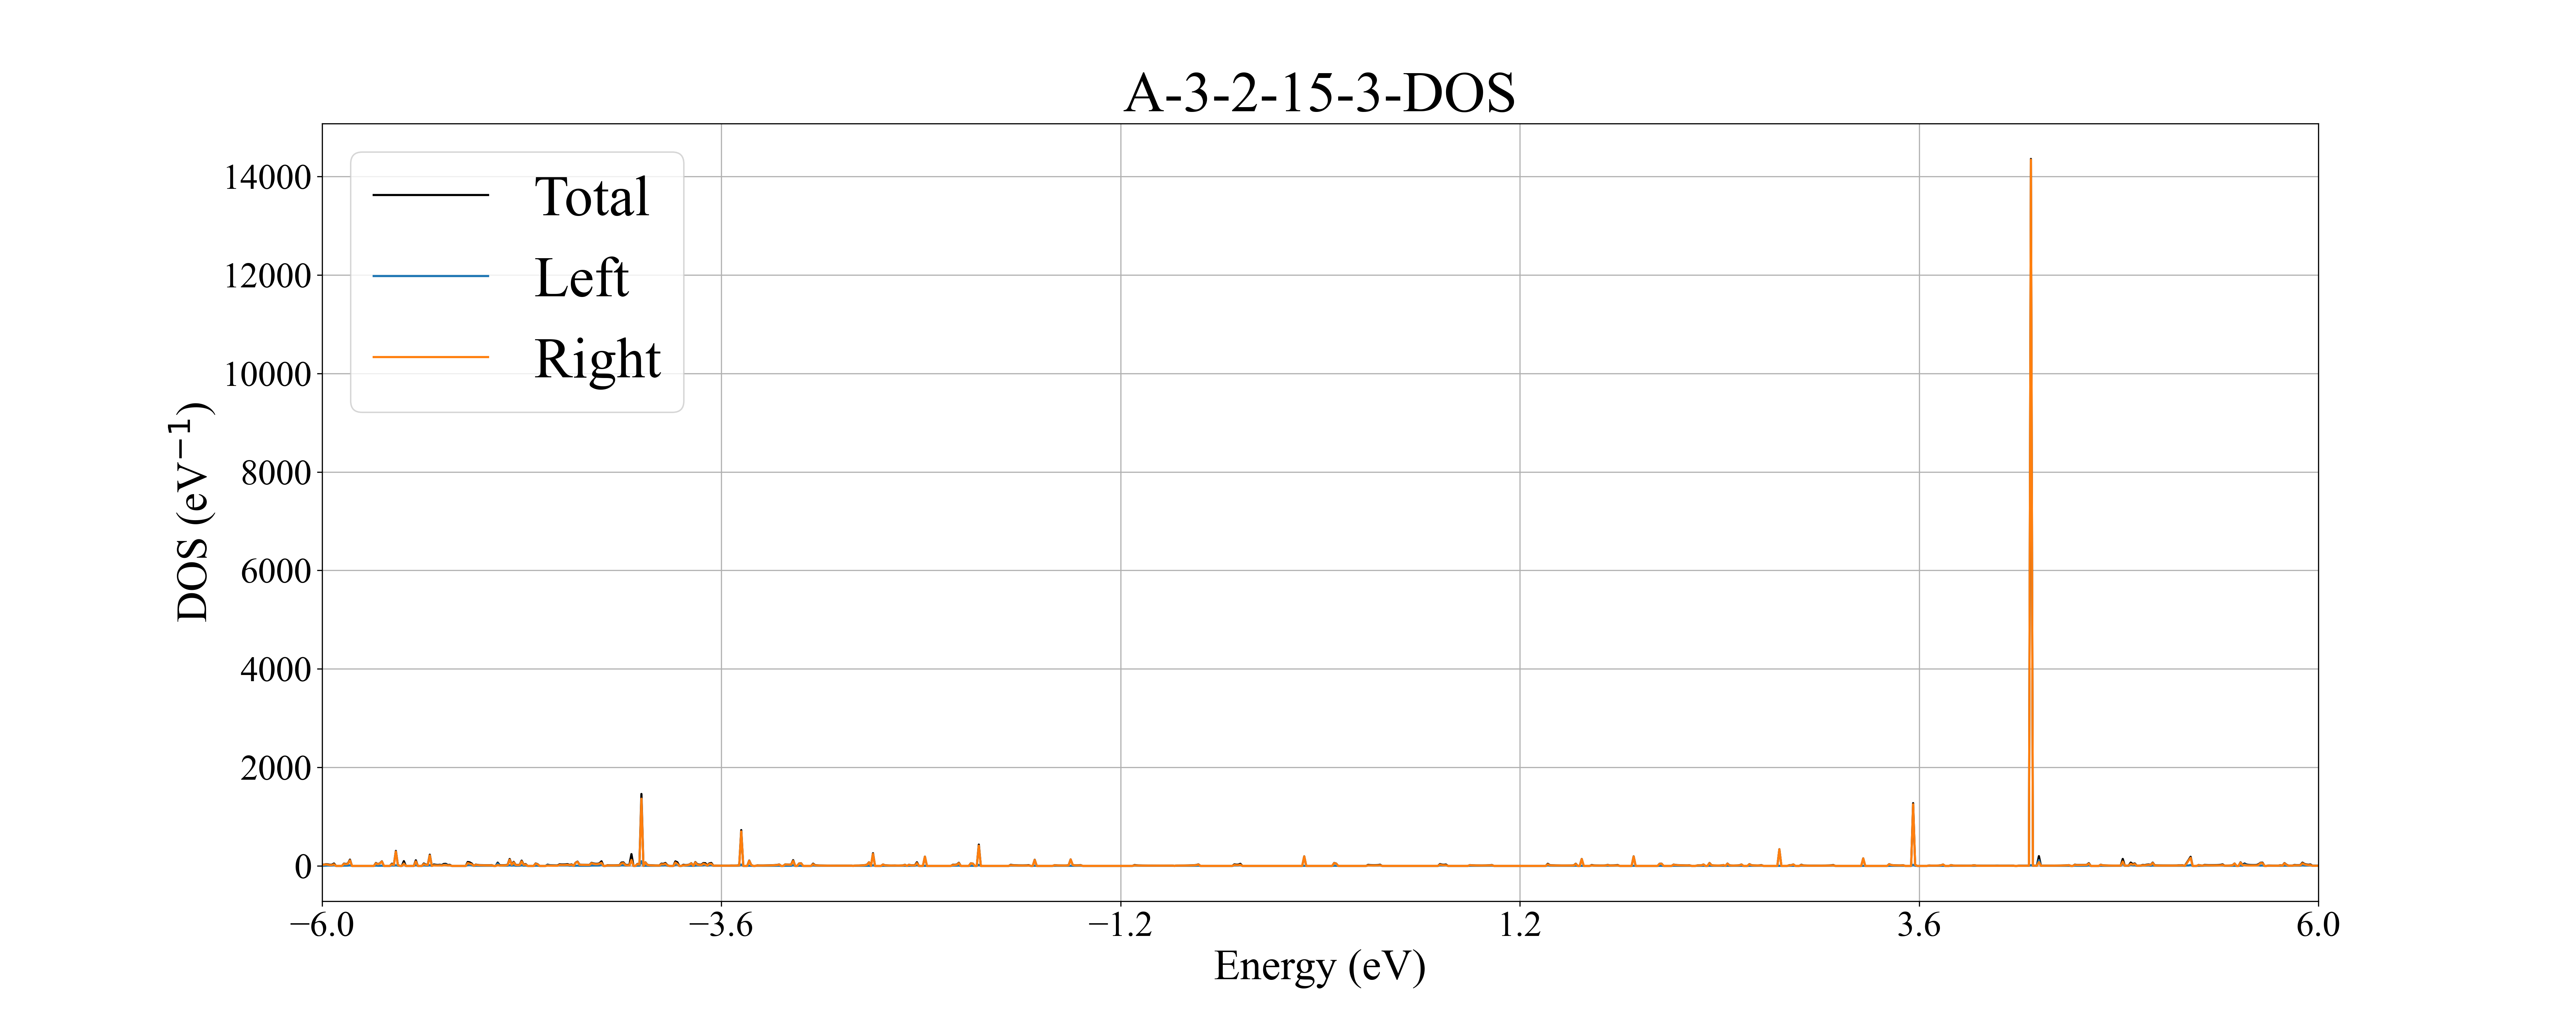 A-3-2-15-3-DOS
Total
Left
Right
DOS (eV⁻¹)
14000
12000
10000
8000
6000
4000
2000
0
−6.0
−3.6
−1.2
1.2
3.6
6.0
Energy (eV)